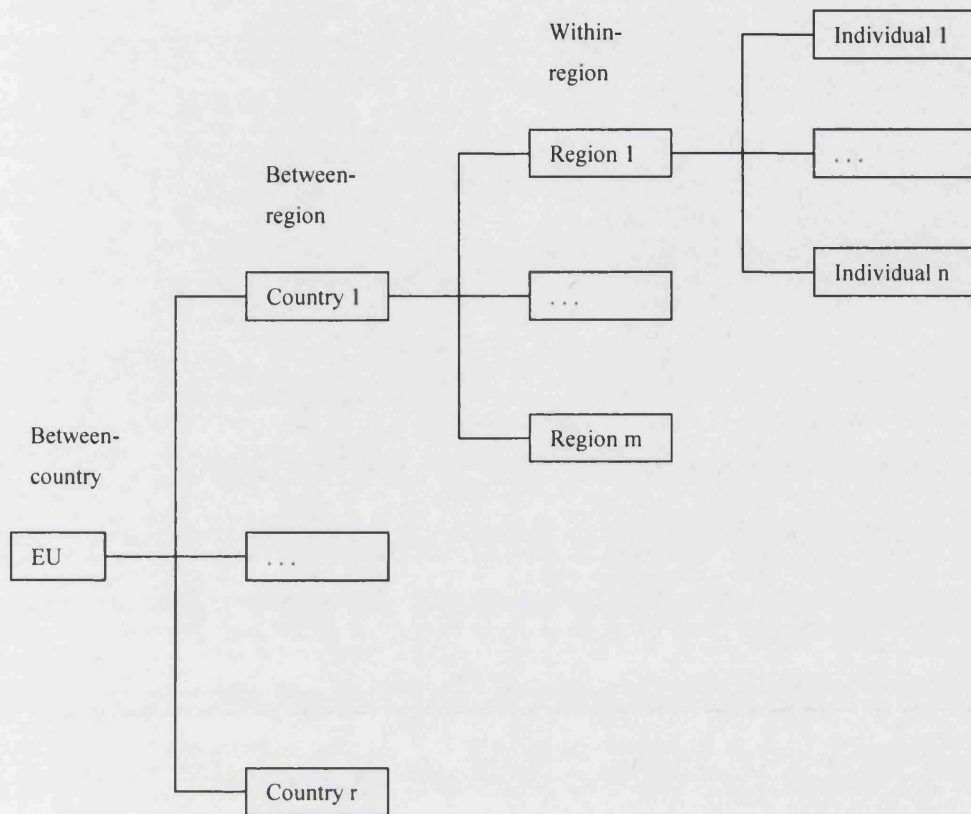 Within-
region
Individual 1
Between-
region
Region 1
. . .
Individual n
Country 1
. . .
Between-
country
Region m
EU
. . .
Country r